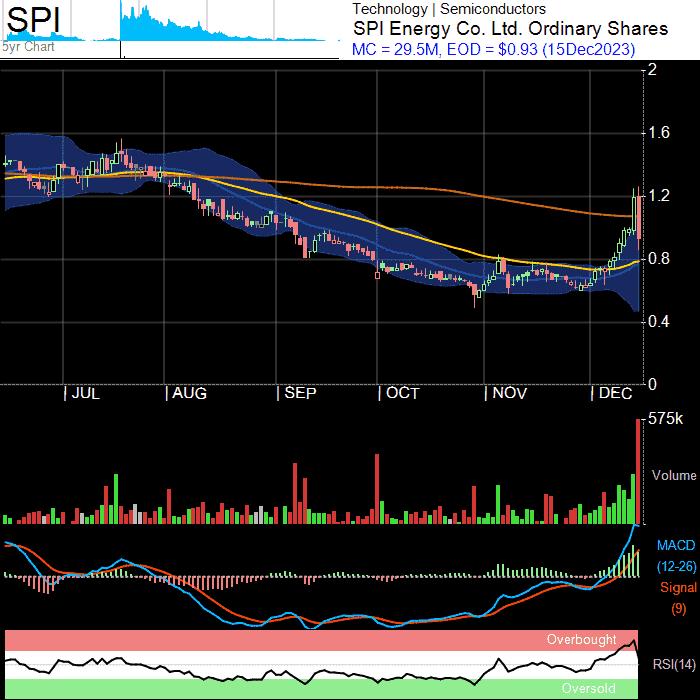 SPI
5yr Chart
Technology | Semiconductors
SPI Energy Co. Ltd. Ordinary Shares
MC = 29.5M, EOD = $0.93 (15Dec2023)
2
1.6
1.2
0.8
0.4
0
| JUL | AUG | SEP | OCT | NOV | DEC
575k
Volume
MACD
(12-26)
Signal
(9)
Overbought
RSI(14)
Oversold